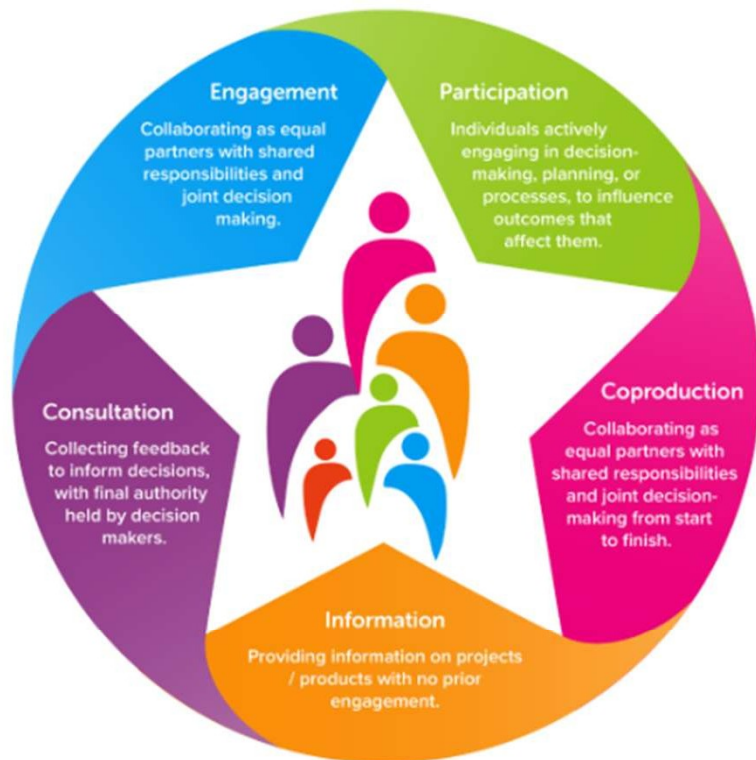 Engagement
Collaborating as equal
partners with shared
responsibilities and
joint decision
making.
Participation
Individuals actively
engaging in decision-
making, planning, or
processes, to influence
outcomes that
affect them.
Consultation
Collecting feedback
to inform decisions,
with final authority
held by decision
makers.
Coproduction
Collaborating as
equal partners with
shared responsibilities
and joint decision-
making from start
to finish.
Information
Providing information on projects
/ products with no prior
engagement.